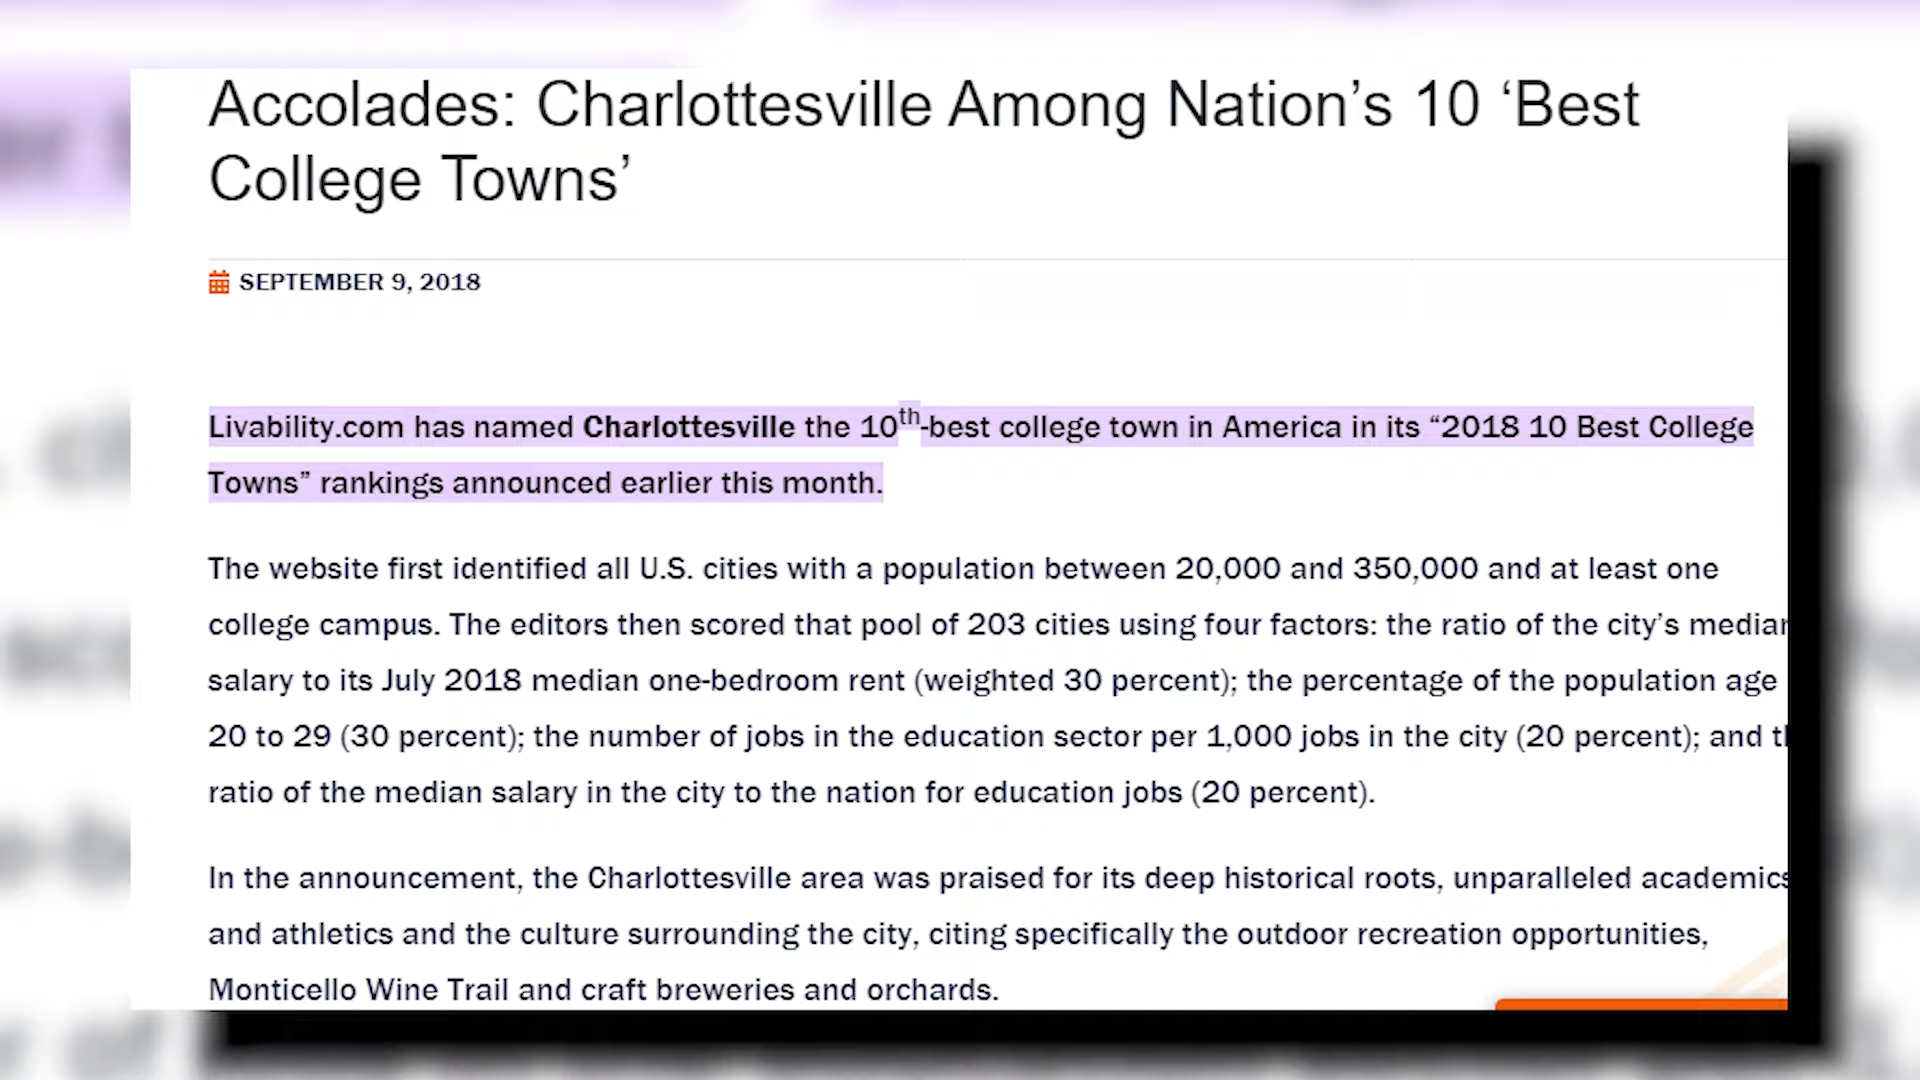 Accolades: Charlottesville Among Nation’s 10 ‘Best
College Towns’
SEPTEMBER 9, 2018
Livability.com has named Charlottesville the 10th-best college town in America in its “2018 10 Best College
Towns” rankings announced earlier this month.
The website first identified all U.S. cities with a population between 20,000 and 350,000 and at least one
college campus. The editors then scored that pool of 203 cities using four factors: the ratio of the city’s median
salary to its July 2018 median one-bedroom rent (weighted 30 percent); the percentage of the population age
20 to 29 (30 percent); the number of jobs in the education sector per 1,000 jobs in the city (20 percent); and
ratio of the median salary in the city to the nation for education jobs (20 percent).
In the announcement, the Charlottesville area was praised for its deep historical roots, unparalleled academics
and athletics and the culture surrounding the city, citing specifically the outdoor recreation opportunities,
Monticello Wine Trail and craft breweries and orchards.